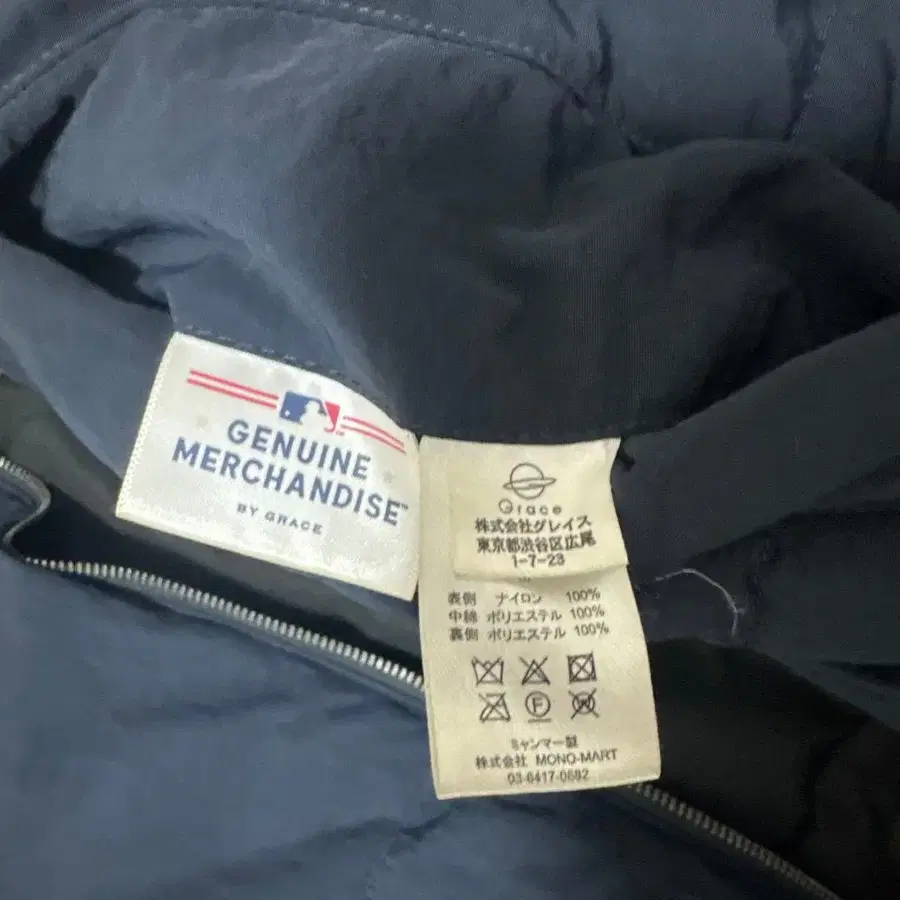 GENUINE
MERCHANDISE™
BY GRACE
Grace
株式会社グレイス
東京都渋谷区広尾
1-7-23
表側 ナイロン 100%
中綿 ポリエステル 100%
裏側 ポリエステル 100%
F
W
ミャンマー製
株式会社 MONO-MART
03-6417-0682